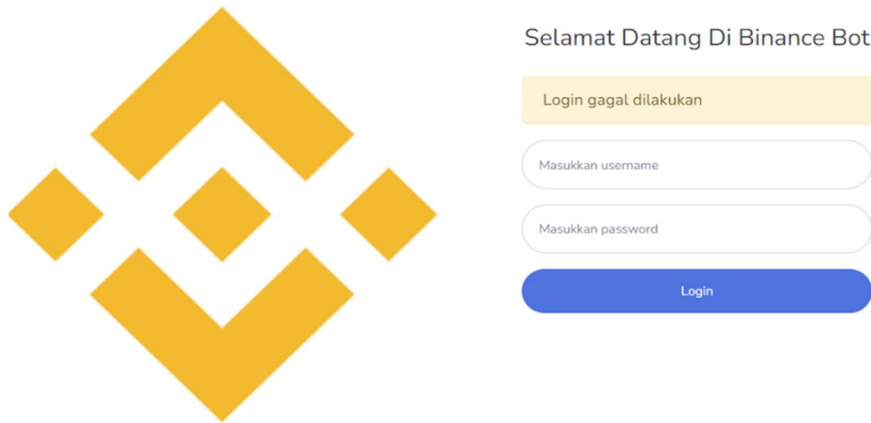 Selamat Datang Di Binance Bot
Login gagal dilakukan
Masukkan username
Masukkan password
Login